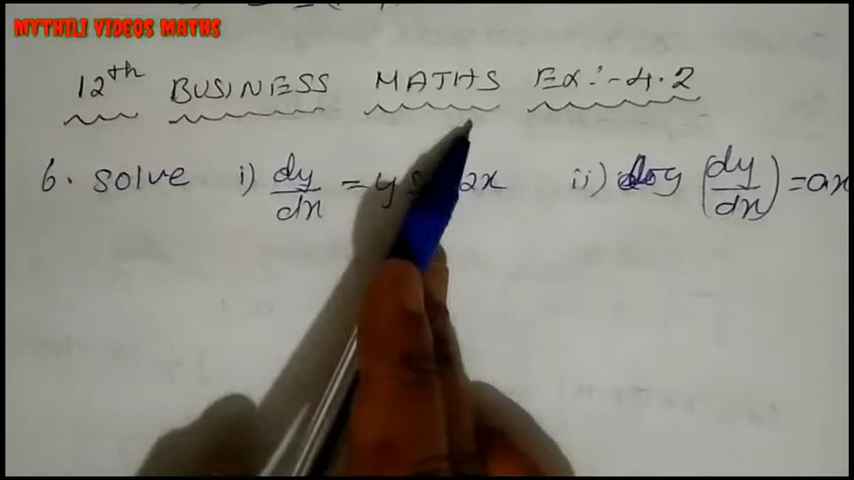 MYTHILI VIDEOS MATHS
12th BUSINESS MATHS Ex:-4.2
6. solve i) dy/dx = y 2x ii) log (dy/dx) = ax